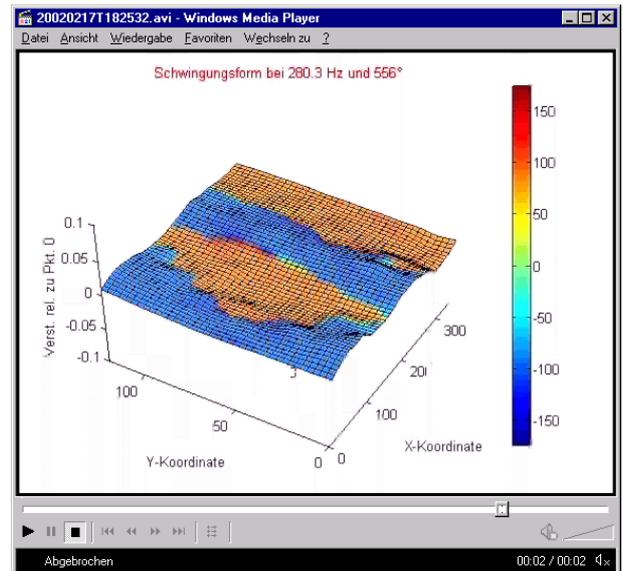 20020217T182532.avi - Windows Media Player
Datei Ansicht Wiedergabe Favoriten Wechseln zu ?
Schwingungsform bei 280.3 Hz und 556°
150
100
50
0
-50
-100
-150
Verst. rel. zu Pkt. 0
0.1
0.05
0
-0.05
-0.1
100
50
0
Y-Koordinate
0
100
300
X-Koordinate
Abgebrochen
00:02 / 00:02